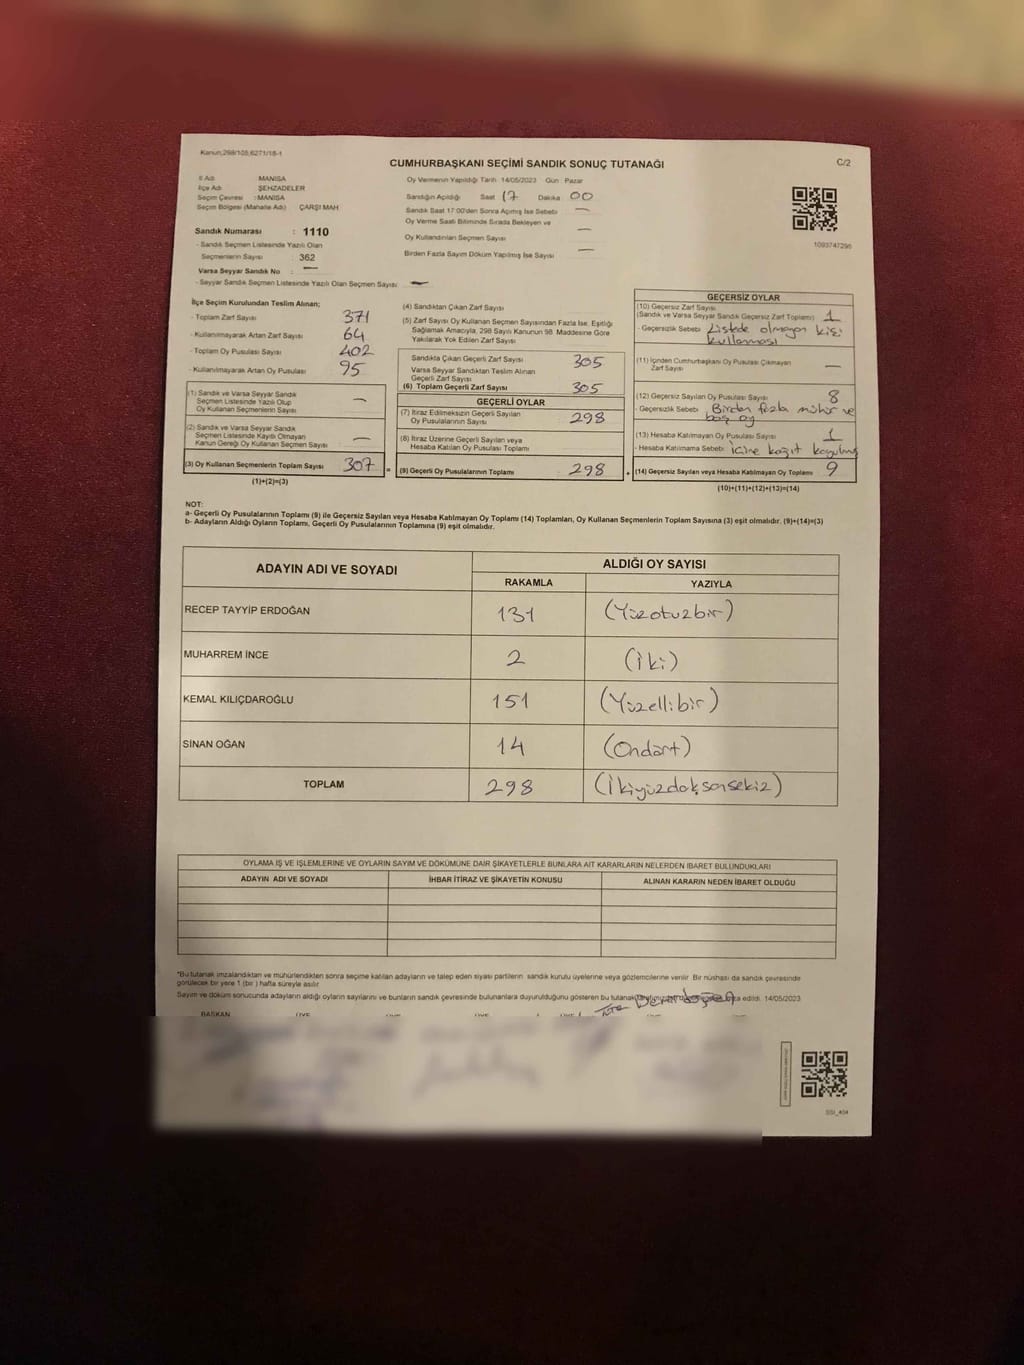 Kanun;298/105;6271/18-1
CUMHURBAŞKANI SEÇİMİ SANDIK SONUÇ TUTANAĞI
C/2
İl Adı : MANİSA
İlçe Adı : ŞEHZADELER
Seçim Çevresi : MANİSA
Seçim Bölgesi (Mahalle Adı) ÇARŞI MAH
Sandık Numarası : 1110
- Sandık Seçmen Listesinde Yazılı Olan
Seçmenlerin Sayısı 362
Varsa Seyyar Sandık No : —
- Seyyar Sandık Seçmen Listesinde Yazılı Olan Seçmen Sayısı : —
Oy Vermenin Yapıldığı Tarih 14/05/2023 Gün : Pazar
Sandığın Açıldığı Saat 17 Dakika 00
Sandık Saat 17:00'den Sonra Açılmış İse Sebebi —
Oy Verme Saati Bitiminde Sırada Bekleyen ve
Oy Kullandırılan Seçmen Sayısı —
Birden Fazla Sayım Döküm Yapılmış İse Sayısı —
1093747296
İlçe Seçim Kurulundan Teslim Alınan;
- Toplam Zarf Sayısı 371
- Kullanılmayarak Artan Zarf Sayısı 64
- Toplam Oy Pusulası Sayısı 402
- Kullanılmayarak Artan Oy Pusulası 95
(1) Sandık ve Varsa Seyyar Sandık
Seçmen Listesinde Yazılı Olup
Oy Kullanan Seçmenlerin Sayısı —
(2) Sandık ve Varsa Seyyar Sandık
Seçmen Listesinde Kayıtlı Olmayan
Kanun Gereği Oy Kullanan Seçmen Sayısı —
(3) Oy Kullanan Seçmenlerin Toplam Sayısı 307 =
(1)+(2)=(3)
(4) Sandıktan Çıkan Zarf Sayısı
(5) Zarf Sayısı Oy Kullanan Seçmen Sayısından Fazla İse, Eşitliği
Sağlamak Amacıyla, 298 Sayılı Kanunun 98. Maddesine Göre
Yakılarak Yok Edilen Zarf Sayısı
Sandıkta Çıkan Geçerli Zarf Sayısı 305
Varsa Seyyar Sandıktan Teslim Alınan
Geçerli Zarf Sayısı
(6) Toplam Geçerli Zarf Sayısı 305
GEÇERLİ OYLAR
(7) İtiraz Edilmeksizin Geçerli Sayılan
Oy Pusulalarının Sayısı 298
(8) İtiraz Üzerine Geçerli Sayılan veya
Hesaba Katılan Oy Pusulası Toplamı
(9) Geçerli Oy Pusulalarının Toplamı 298 +
GEÇERSİZ OYLAR
(10) Geçersiz Zarf Sayısı
(Sandık ve Varsa Seyyar Sandık Geçersiz Zarf Toplamı) 1
- Geçersizlik Sebebi Listede olmayan kişi
kullanması
(11) İçinden Cumhurbaşkanı Oy Pusulası Çıkmayan
Zarf Sayısı —
(12) Geçersiz Sayılan Oy Pusulası Sayısı 8
- Geçersizlik Sebebi Birden fazla mühür ve
boş oy
(13) Hesaba Katılmayan Oy Pusulası Sayısı 1
- Hesaba Katılmama Sebebi İçine kağıt koyulmuş
(14) Geçersiz Sayılan veya Hesaba Katılmayan Oy Toplamı 9
(10)+(11)+(12)+(13)=(14)
NOT:
a- Geçerli Oy Pusulalarının Toplamı (9) ile Geçersiz Sayılan veya Hesaba Katılmayan Oy Toplamı (14) Toplamları, Oy Kullanan Seçmenlerin Toplam Sayısına (3) eşit olmalıdır. (9)+(14)=(3)
b- Adayların Aldığı Oyların Toplamı, Geçerli Oy Pusulalarının Toplamına (9) eşit olmalıdır.
ADAYIN ADI VE SOYADI
ALDIĞI OY SAYISI
RAKAMLA YAZIYLA
RECEP TAYYİP ERDOĞAN 131 (Yüzotuzbir)
MUHARREM İNCE 2 (İki)
KEMAL KILIÇDAROĞLU 151 (Yüzellibir)
SİNAN OĞAN 14 (Ondört)
TOPLAM 298 (İkiyüzdoksansekiz)
OYLAMA İŞ VE İŞLEMLERİNE VE OYLARIN SAYIM VE DÖKÜMÜNE DAİR ŞİKAYETLERLE BUNLARA AİT KARARLARIN NELERDEN İBARET BULUNDUKLARI
ADAYIN ADI VE SOYADI İHBAR İTİRAZ VE ŞİKAYETİN KONUSU ALINAN KARARIN NEDEN İBARET OLDUĞU
*Bu tutanak imzalandıktan ve mühürlendikten sonra seçime katılan adayların ve talep eden siyasi partilerin sandık kurulu üyelerine veya gözlemcilerine verilir. Bir nüshası da sandık çevresinde
görülecek bir yere 1 (bir ) hafta süreyle asılır.
Sayım ve döküm sonucunda adayların aldığı oyların sayılarını ve bunların sandık çevresinde bulunanlara duyurulduğunu gösteren bu tutanak edildi. 14/05/2023
BAŞKAN ÜYE ÜYE ÜYE ÜYE
SSİ_404